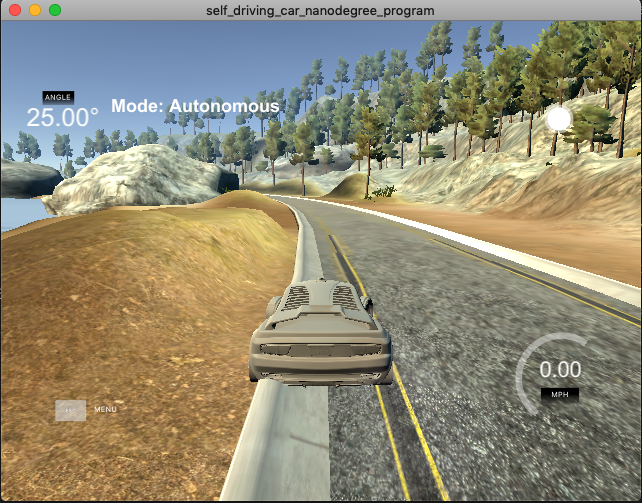 self_driving_car_nanodegree_program
ANGLE
25.00° Mode: Autonomous
0.00
MPH
MENU